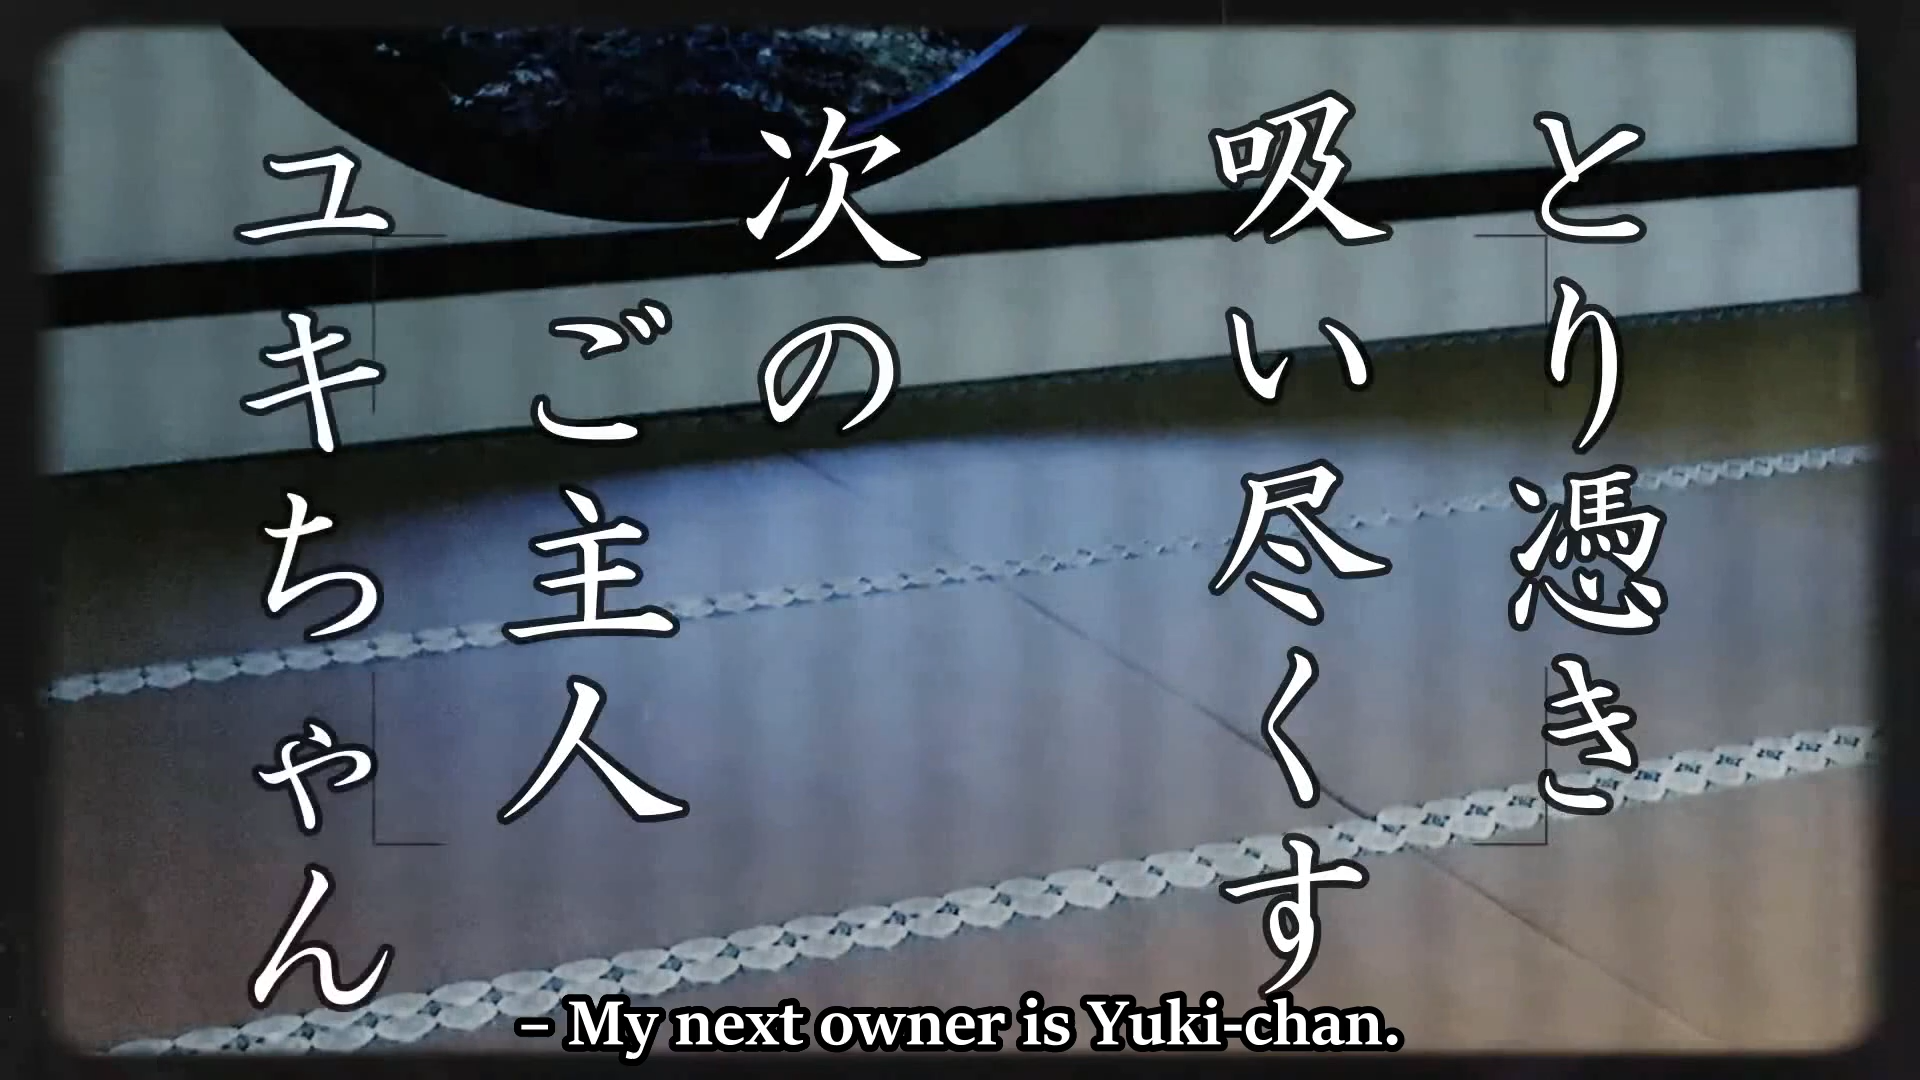 とり憑き
吸い尽くす
次の
ご主人
ユキちゃん
– My next owner is Yuki-chan.